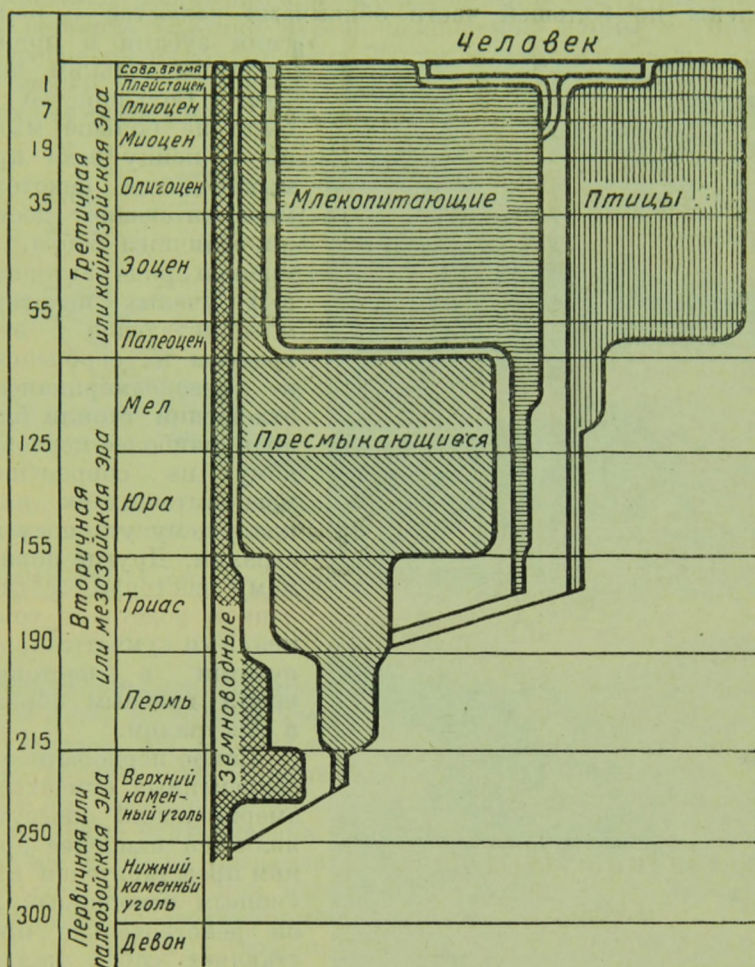 Человек
1
7
19
35
55
125
155
190
215
250
300
Третичная
или кайнозойская эра
Вторичная
или мезозойская эра
Первичная или
палеозойская эра
Совр. время
Плейстоцен
Плиоцен
Миоцен
Олигоцен
Эоцен
Палеоцен
Мел
Юра
Триас
Пермь
Верхний
камен-
ный уголь
Нижний
каменный
уголь
Девон
Млекопитающие
Птицы
Пресмыкающиеся
Земноводные